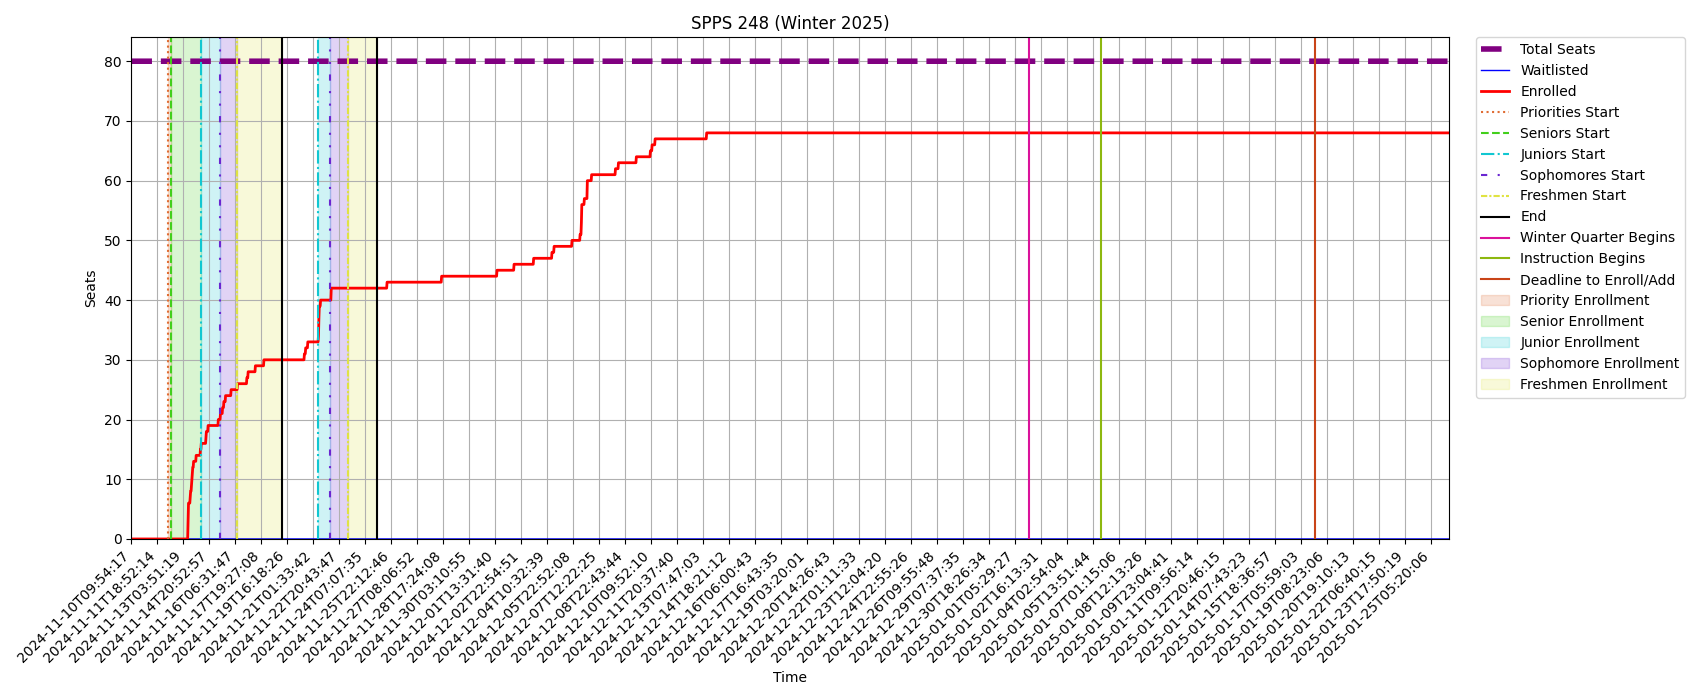 SPPS 248 (Winter 2025)
Seats
80
70
60
50
40
30
20
10
0
2024-11-10T09:54:17
2024-11-11T18:52:14
2024-11-13T03:51:19
2024-11-14T10:52:57
2024-11-16T06:31:47
2024-11-17T19:27:08
2024-11-19T16:18:26
2024-11-21T01:33:42
2024-11-22T20:43:47
2024-11-24T07:07:35
2024-11-25T22:12:46
2024-11-27T08:06:52
2024-11-28T17:24:08
2024-11-30T03:10:55
2024-12-01T13:31:40
2024-12-02T22:54:51
2024-12-04T10:32:39
2024-12-05T22:52:08
2024-12-07T12:22:25
2024-12-08T22:43:44
2024-12-10T09:52:10
2024-12-11T20:37:40
2024-12-13T07:47:03
2024-12-14T18:21:12
2024-12-16T06:00:43
2024-12-17T16:43:35
2024-12-19T03:20:01
2024-12-20T14:26:43
2024-12-22T01:11:33
2024-12-23T12:04:20
2024-12-24T22:55:26
2024-12-26T09:55:48
2024-12-29T07:37:35
2024-12-30T18:26:34
2025-01-01T05:29:27
2025-01-02T16:13:31
2025-01-04T02:54:04
2025-01-05T13:51:44
2025-01-07T01:15:06
2025-01-08T12:13:26
2025-01-09T23:04:41
2025-01-11T09:56:14
2025-01-12T20:46:15
2025-01-14T07:43:23
2025-01-15T18:36:57
2025-01-17T05:59:03
2025-01-19T08:23:06
2025-01-20T19:10:13
2025-01-22T06:40:15
2025-01-23T17:50:19
2025-01-25T05:20:06
Time
Total Seats
Waitlisted
Enrolled
Priorities Start
Seniors Start
Juniors Start
Sophomores Start
Freshmen Start
End
Winter Quarter Begins
Instruction Begins
Deadline to Enroll/Add
Priority Enrollment
Senior Enrollment
Junior Enrollment
Sophomore Enrollment
Freshmen Enrollment